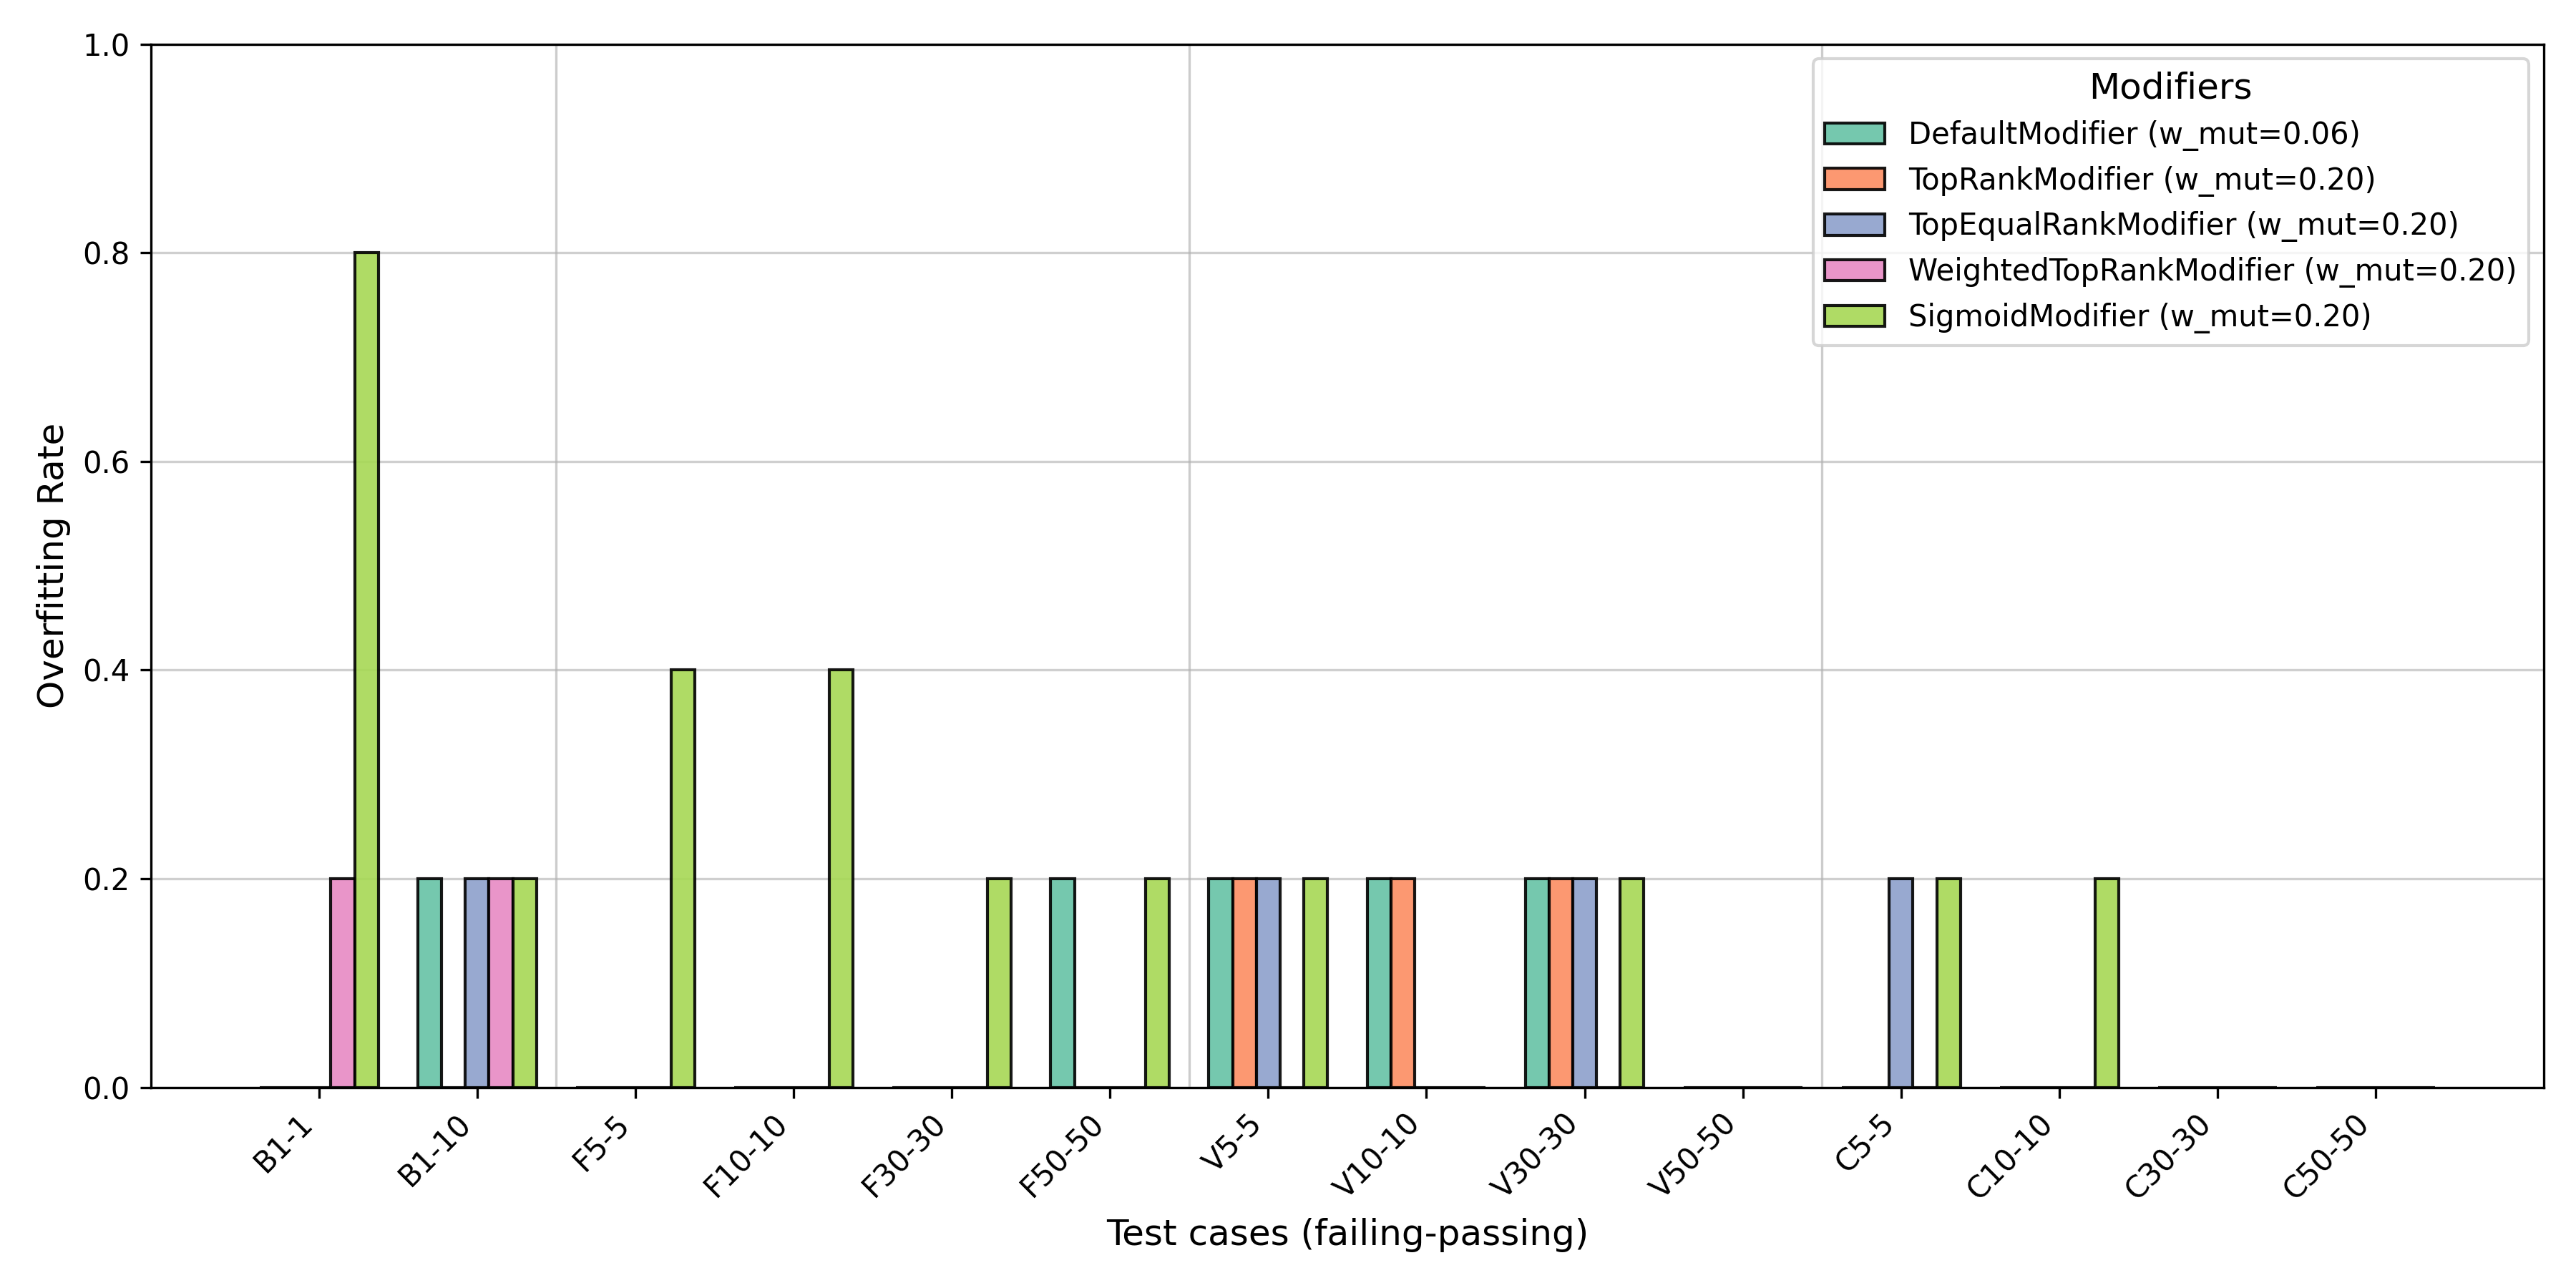 1.0
0.8
0.6
0.4
0.2
0.0
Overfitting Rate
Modifiers
DefaultModifier (w_mut=0.06)
TopRankModifier (w_mut=0.20)
TopEqualRankModifier (w_mut=0.20)
WeightedTopRankModifier (w_mut=0.20)
SigmoidModifier (w_mut=0.20)
B1-1
B1-10
F5-5
F10-10
F30-30
F50-50
V5-5
V10-10
V30-30
V50-50
C5-5
C10-10
C30-30
C50-50
Test cases (failing-passing)